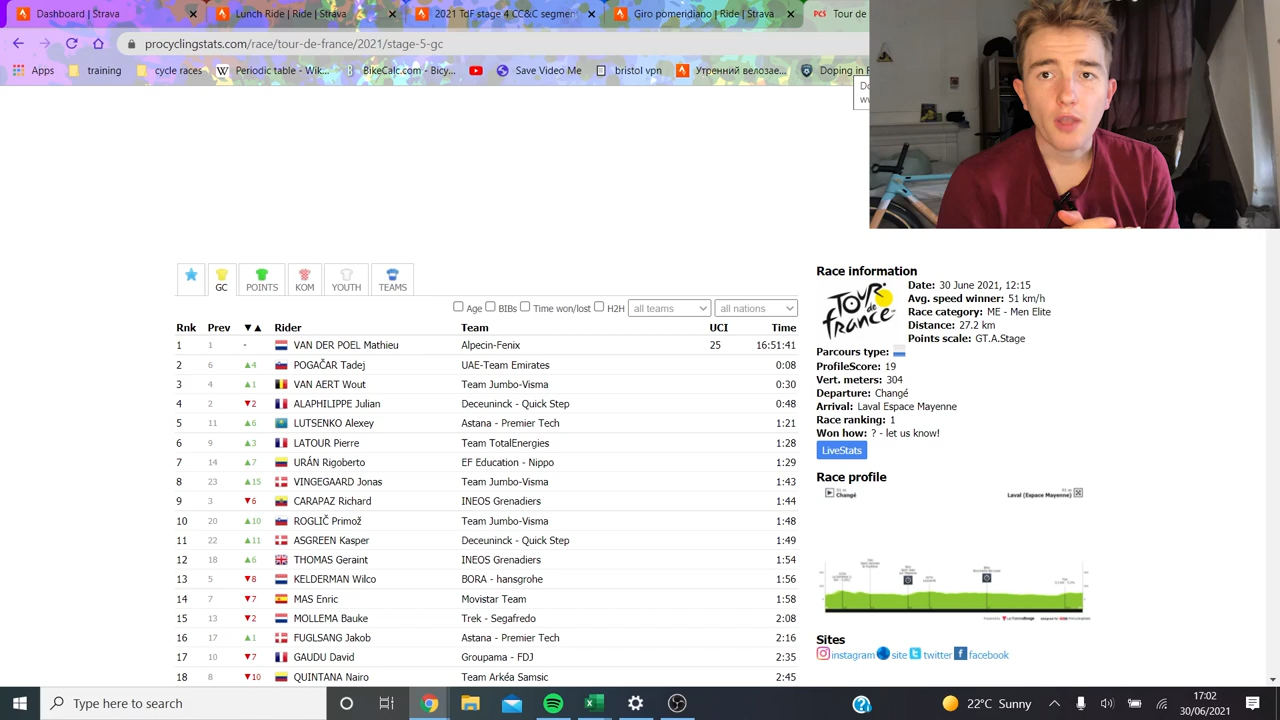 Stage 5 | Ride | Strava
| Strava
| Ride | Strava
2021 TdF stage 4 CC&C segmen
Giro pomeridiano | Ride | Strava
PCS Tour de
procyclingstats.com/race/tour-de-france/2021/stage-5-gc
Apps training cycle races Periodic table - Wik... BikeCalc.com - Bicy... Save Video Me bristol vpn Утренний велозае... Doping in
GC POINTS KOM YOUTH TEAMS
Age BIBs Time won/lost H2H all teams all nations
Rnk Prev ▼▲ Rider Team UCI Time
1 - VAN DER POEL Mathieu Alpecin-Fenix 25 16:51:41
2 6 ▲4 POGAČAR Tadej UAE-Team Emirates 0:08
3 4 ▲1 VAN AERT Wout Team Jumbo-Visma 0:30
4 2 ▼2 ALAPHILIPPE Julian Deceuninck - Quick Step 0:48
5 11 ▲6 LUTSENKO Alexey Astana - Premier Tech 1:21
6 9 ▲3 LATOUR Pierre Team TotalEnergies 1:28
7 14 ▲7 URÁN Rigoberto EF Education - Nippo 1:29
8 23 ▲15 VINGEGAARD Jonas Team Jumbo-Visma 1:43
9 3 ▼6 CARAPAZ Richard INEOS Grenadiers 1:44
10 20 ▲10 ROGLIČ Primož Team Jumbo-Visma 1:48
11 22 ▲11 ASGREEN Kasper Deceuninck - Quick Step 1:49
12 18 ▲6 THOMAS Geraint INEOS Grenadiers 1:54
13 5 ▼8 KELDERMAN Wilco BORA - hansgrohe 1:56
14 7 ▼7 MAS Enric Movistar Team 1:58
15 13 ▼2 MOLLEMA Bauke Trek - Segafredo 2:08
16 17 ▲1 FUGLSANG Jakob Astana - Premier Tech 2:16
17 10 ▼7 GAUDU David Groupama - FDJ 2:35
18 8 ▼10 QUINTANA Nairo Team Arkéa Samsic 2:45
Race information
TOUR de france
Date: 30 June 2021, 12:15
Avg. speed winner: 51 km/h
Race category: ME - Men Elite
Distance: 27.2 km
Points scale: GT.A.Stage
Parcours type:
ProfileScore: 19
Vert. meters: 304
Departure: Changé
Arrival: Laval Espace Mayenne
Race ranking: 1
Won how: ? - let us know!
LiveStats
Race profile
Changé
Laval (Espace Mayenne)
Sites
instagram site twitter facebook
Type here to search
22°C Sunny
17:02
30/06/2021